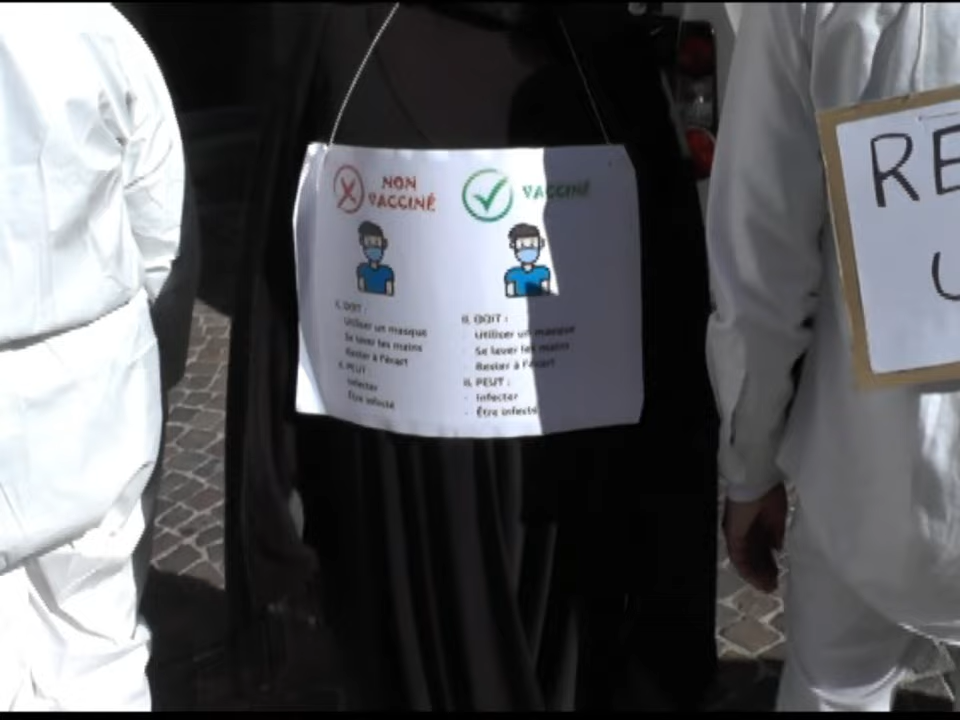 NON
VACCINÉ
VACCINÉ
IL DOIT :
Utiliser un masque
Se laver les mains
Rester à l'écart
IL PEUT :
Infecter
Être infecté
IL DOIT :
Utiliser un masque
Se laver les mains
Rester à l'écart
IL PEUT :
Infecter
Être infecté
RE